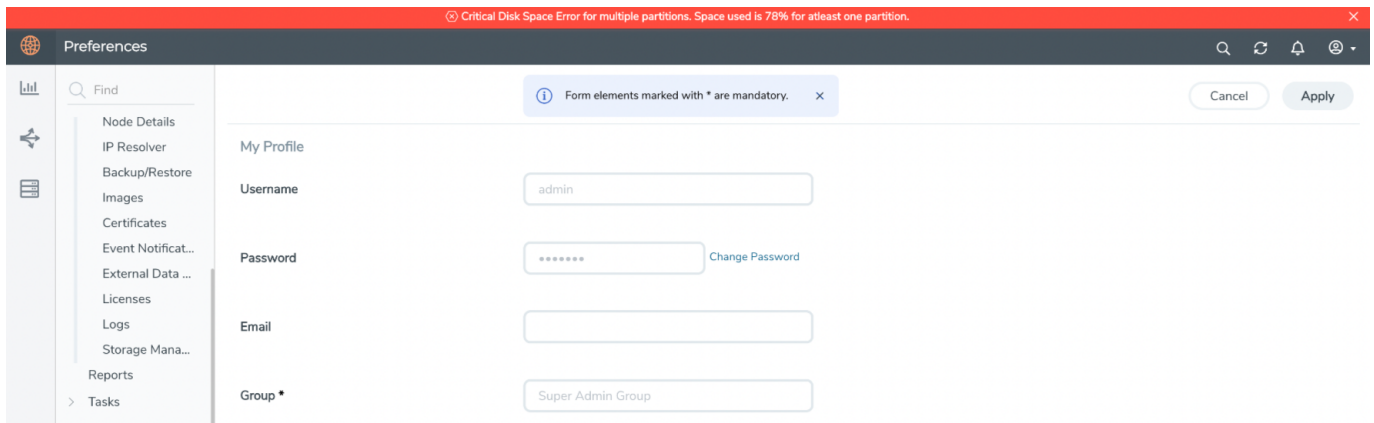 Critical Disk Space Error for multiple partitions. Space used is 78% for atleast one partition.
Preferences
Find
Form elements marked with * are mandatory.
Cancel
Apply
Node Details
IP Resolver
Backup/Restore
Images
Certificates
Event Notificat...
External Data ...
Licenses
Logs
Storage Mana...
Reports
Tasks
My Profile
Username
admin
Password
Change Password
Email
Group *
Super Admin Group